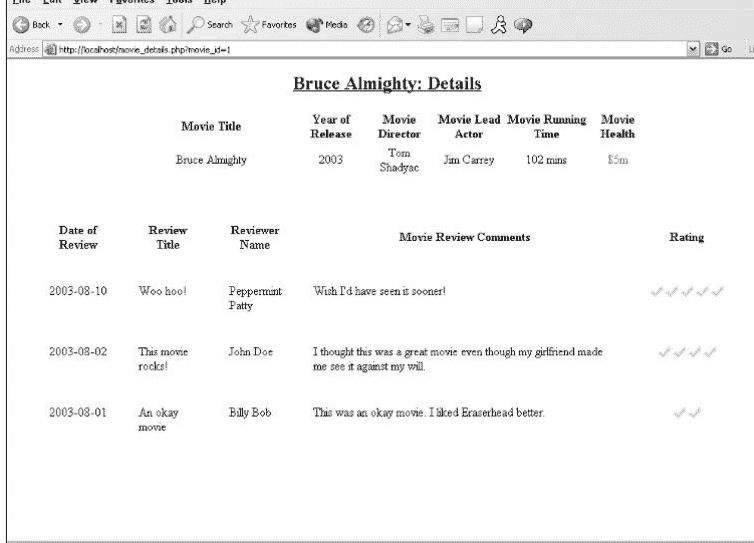 File Edit View Favorites Tools Help
Back Search Favorites Media
Address http://localhost/movie_details.php?movie_id=1 Go
Bruce Almighty: Details
Movie Title Year of Release Movie Director Movie Lead Actor Movie Running Time Movie Health
Bruce Almighty 2003 Tom Shadyac Jim Carrey 102 mins $5m
Date of Review Review Title Reviewer Name Movie Review Comments Rating
2003-08-10 Woo hoo! Peppermint Patty Wish I'd have seen it sooner!
2003-08-02 This movie rocks! John Doe I thought this was a great movie even though my girlfriend made
me see it against my will.
2003-08-01 An okay movie Billy Bob This was an okay movie. I liked Eraserhead better.